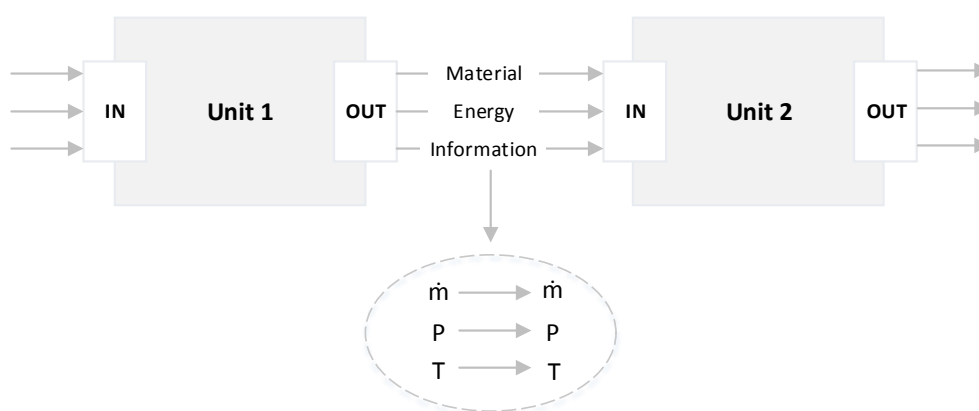 Material
IN Unit 1 OUT Energy IN Unit 2 OUT
Information
ṁ ṁ
P P
T T